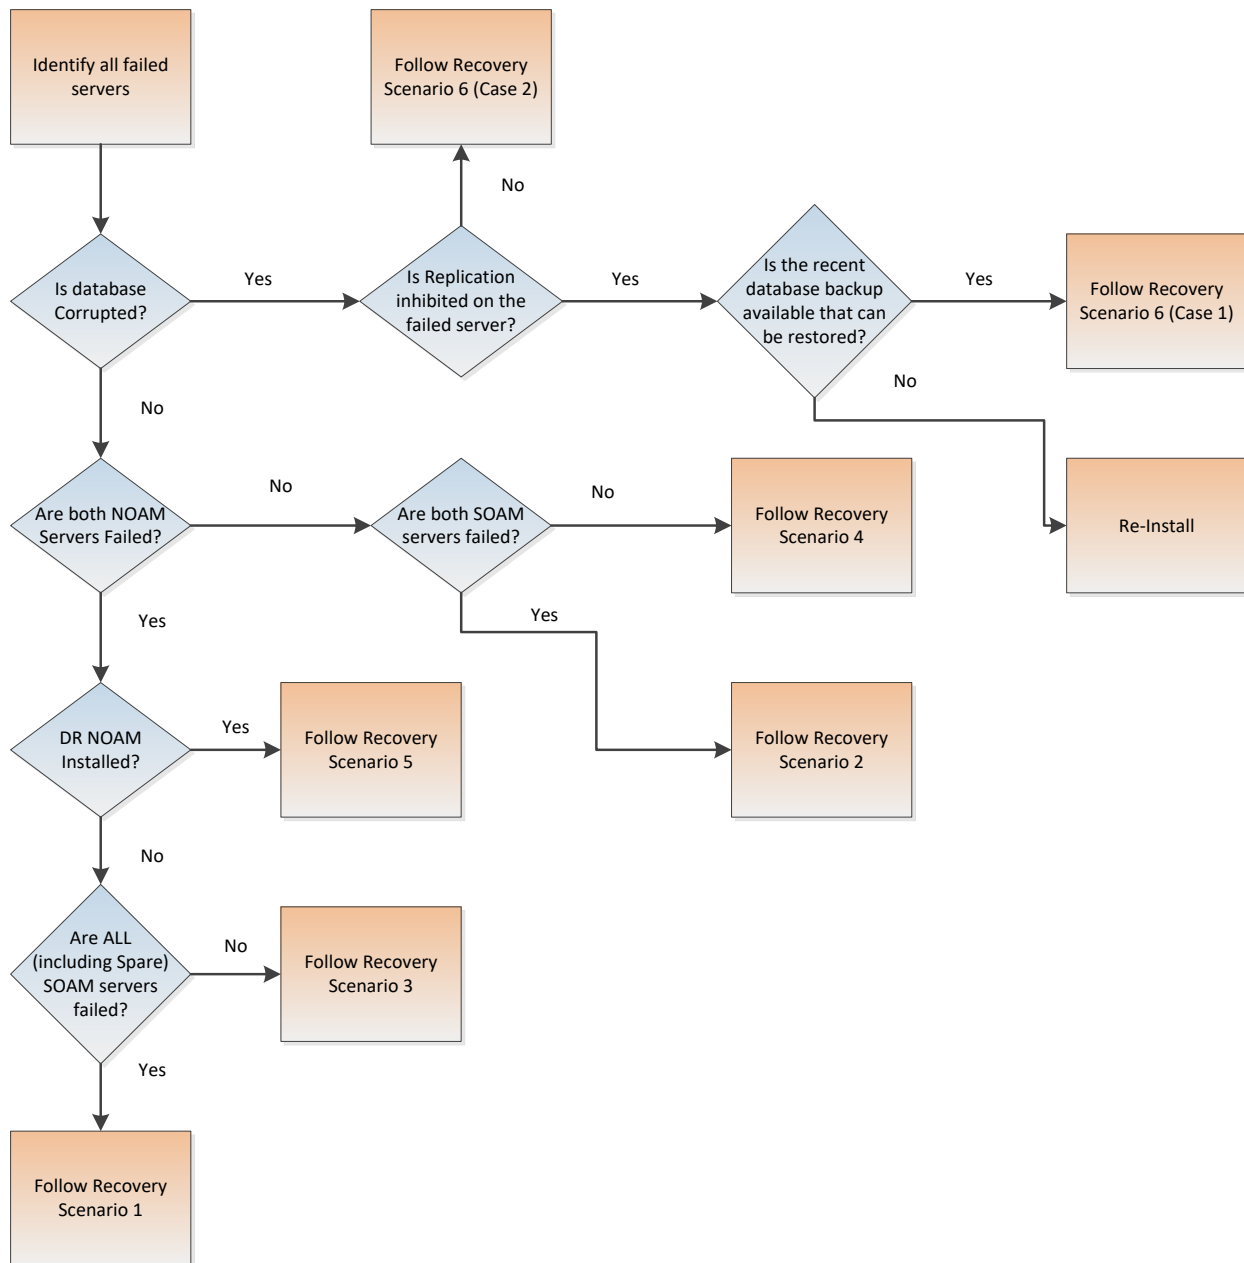 Identify all failed
servers
Follow Recovery
Scenario 6 (Case 2)
No
Is database
Corrupted?
Yes
Is Replication
inhibited on the
failed server?
Yes
Is the recent
database backup
available that can
be restored?
Yes
Follow Recovery
Scenario 6 (Case 1)
No
No
Are both NOAM
Servers Failed?
No
Are both SOAM
servers failed?
No
Follow Recovery
Scenario 4
Re-Install
Yes
Yes
DR NOAM
Installed?
Yes
Follow Recovery
Scenario 5
Follow Recovery
Scenario 2
No
Are ALL
(including Spare)
SOAM servers
failed?
No
Follow Recovery
Scenario 3
Yes
Follow Recovery
Scenario 1